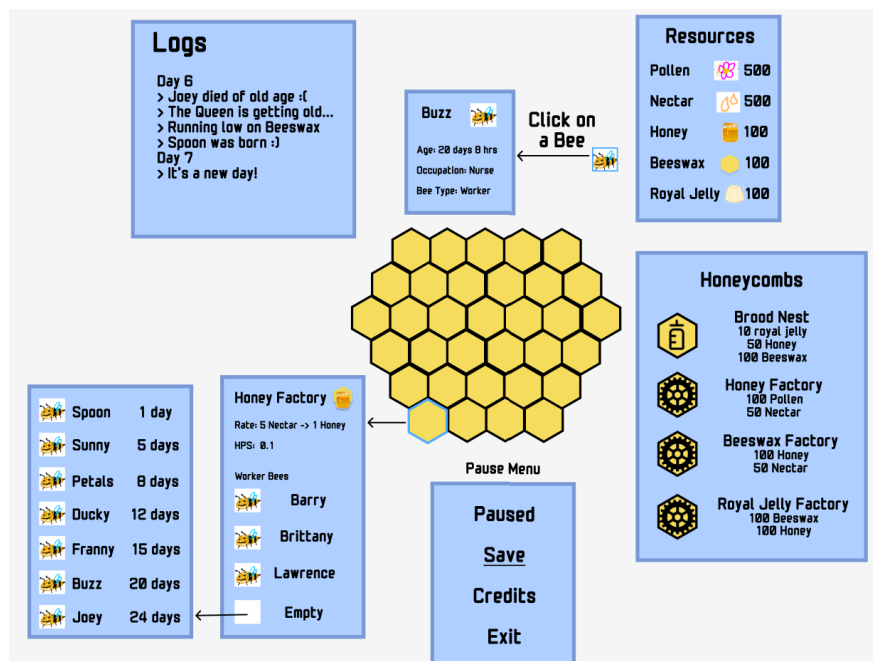 Logs
Day 6
> Joey died of old age :(
> The Queen is getting old...
> Running low on Beeswax
> Spoon was born :)
Day 7
> It's a new day!
Buzz
Age: 20 days 8 hrs
Occupation: Nurse
Bee Type: Worker
Click on
a Bee
Resources
Pollen 500
Nectar 500
Honey 100
Beeswax 100
Royal Jelly 100
Honeycombs
Brood Nest
10 royal jelly
50 Honey
100 Beeswax
Honey Factory
100 Pollen
50 Nectar
Beeswax Factory
100 Honey
50 Nectar
Royal Jelly Factory
100 Beeswax
100 Honey
Spoon 1 day
Sunny 5 days
Petals 8 days
Ducky 12 days
Franny 15 days
Buzz 20 days
Joey 24 days
Honey Factory
Rate: 5 Nectar -> 1 Honey
HPS: 0.1
Worker Bees
Barry
Brittany
Lawrence
Empty
Pause Menu
Paused
Save
Credits
Exit